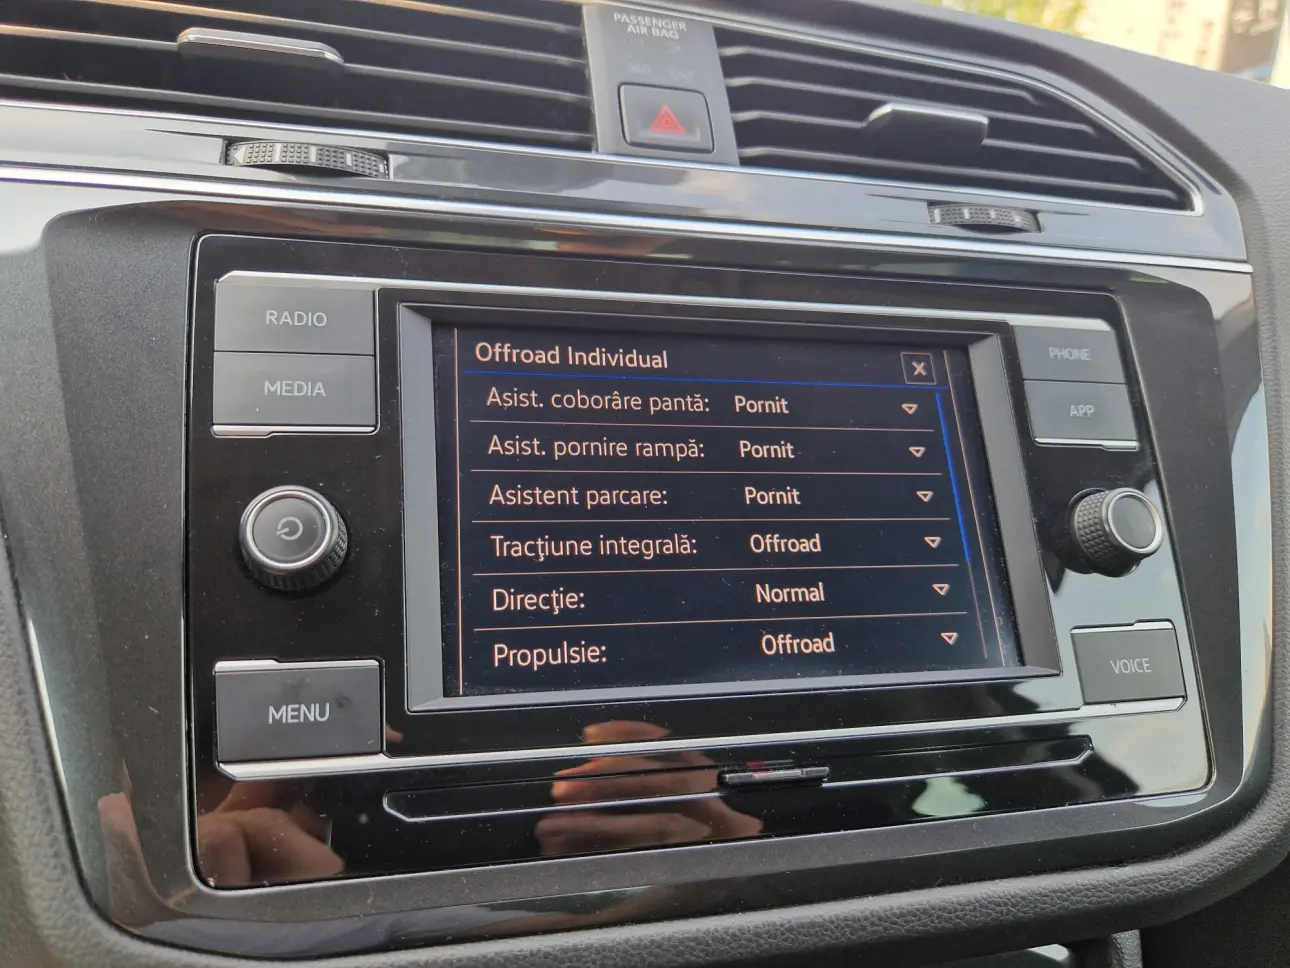 PASSENGER
AIR BAG
RADIO
MEDIA
MENU
Offroad Individual
Asist. coborâre pantă: Pornit
Asist. pornire rampă: Pornit
Asistent parcare: Pornit
Tracţiune integrală: Offroad
Direcţie: Normal
Propulsie: Offroad
PHONE
APP
VOICE